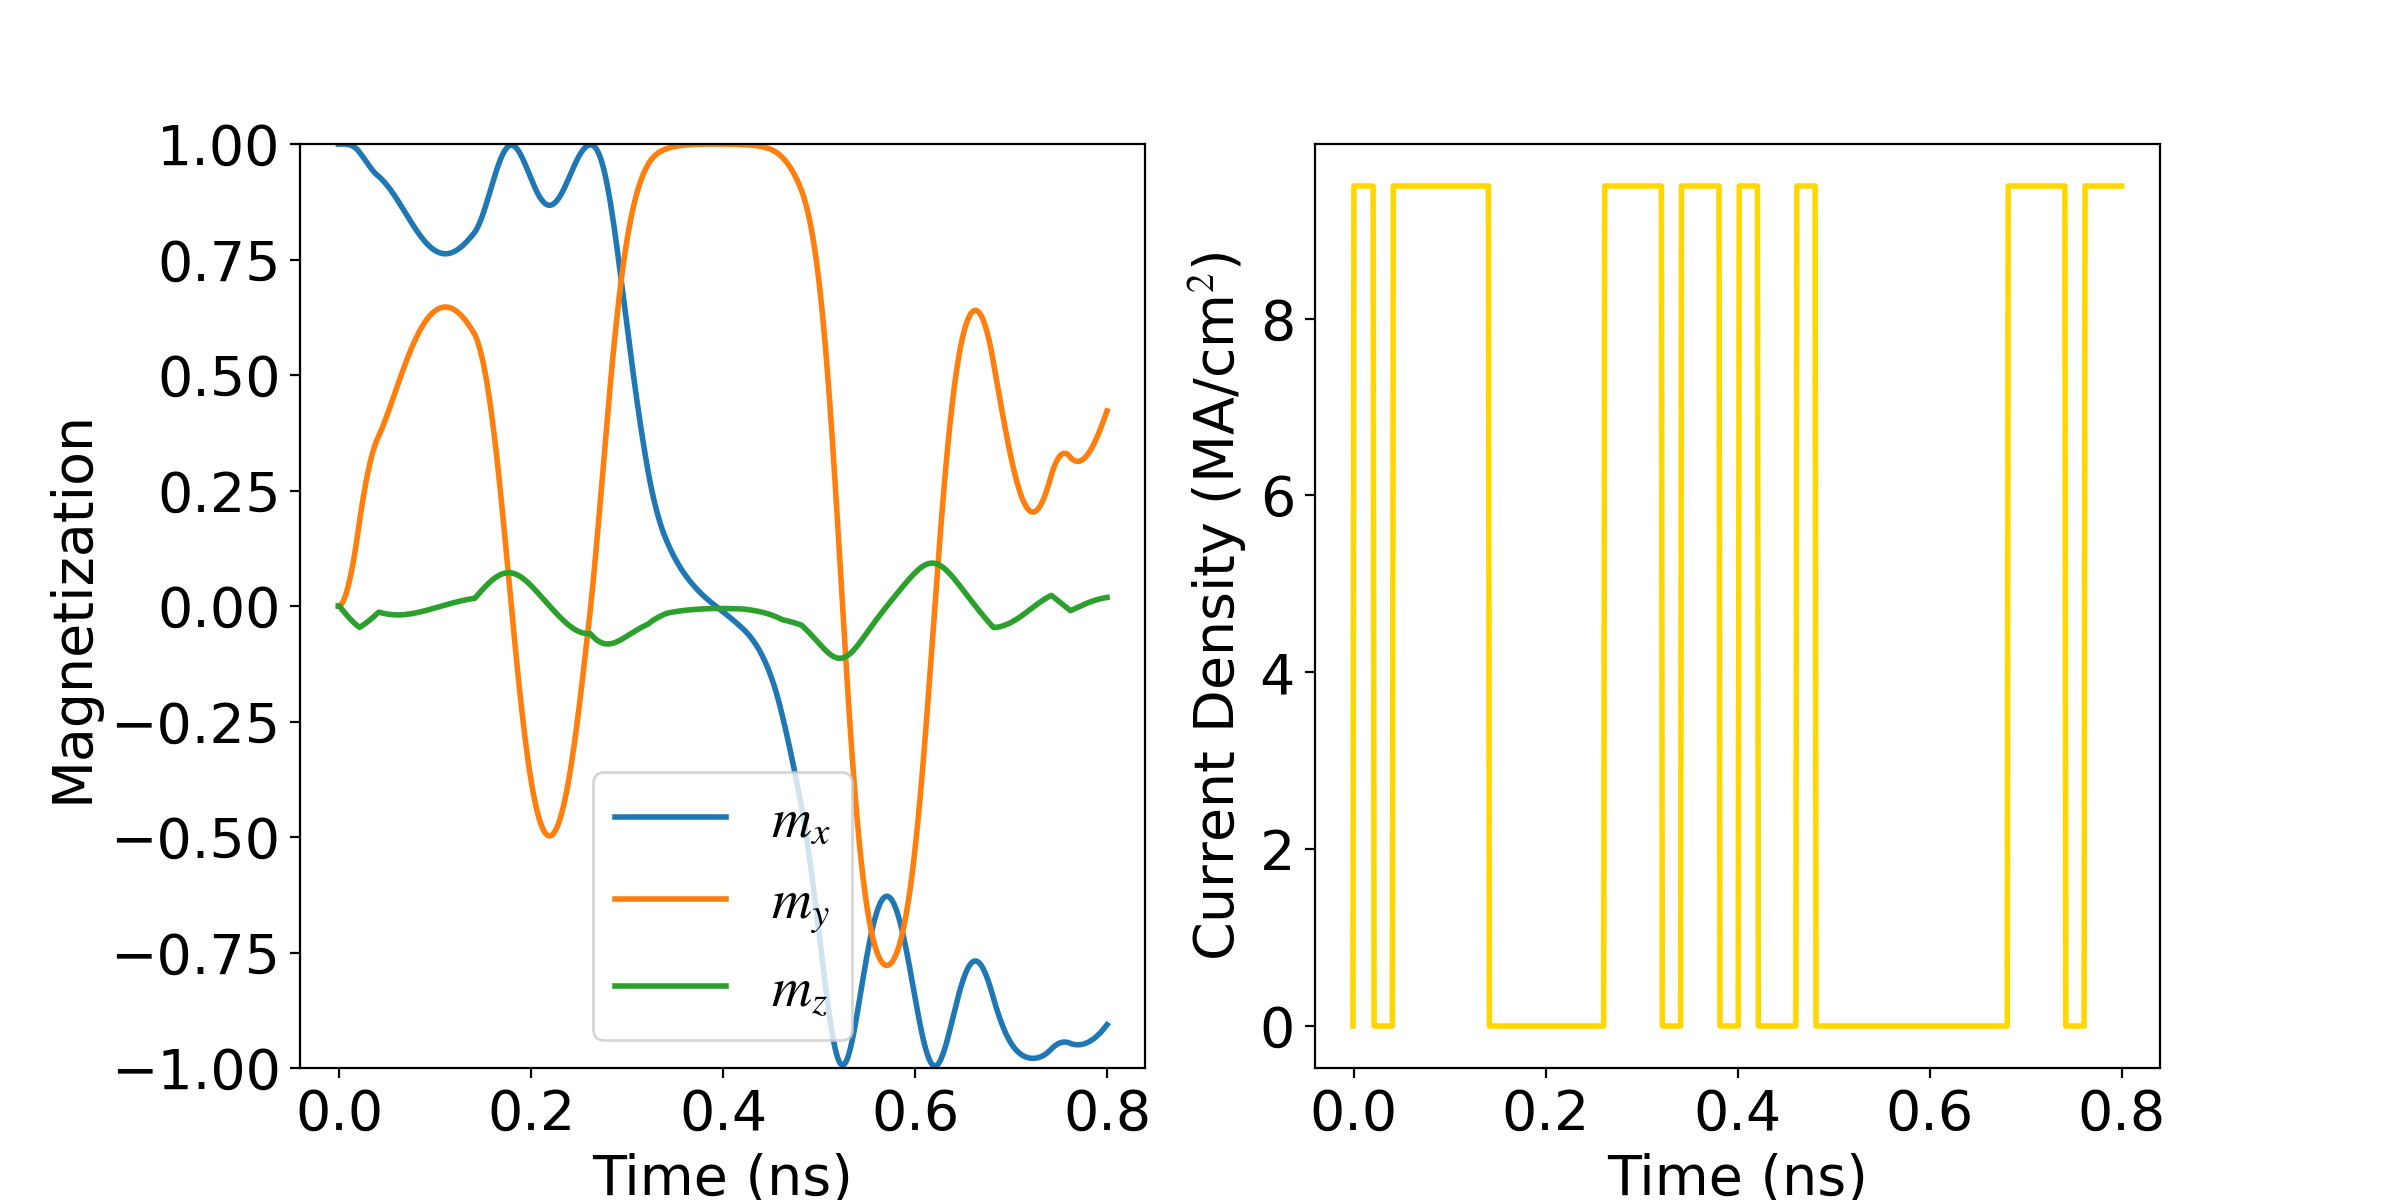 1.00
0.75
0.50
0.25
0.00
−0.25
−0.50
−0.75
−1.00
Magnetization
0.0 0.2 0.4 0.6 0.8
Time (ns)
m_x
m_y
m_z
8
6
4
2
0
Current Density (MA/cm²)
0.0 0.2 0.4 0.6 0.8
Time (ns)